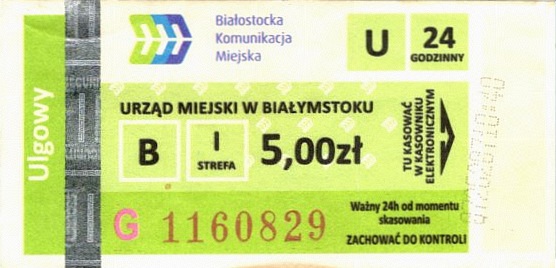 Ulgowy
Białostocka
Komunikacja
Miejska
U
24
GODZINNY
URZĄD MIEJSKI W BIAŁYMSTOKU
B
I
STREFA
5,00zł
TU KASOWAĆ
W KASOWNIKU
ELEKTRONICZNYM
G 1160829
Ważny 24h od momentu
skasowania
ZACHOWAĆ DO KONTROLI